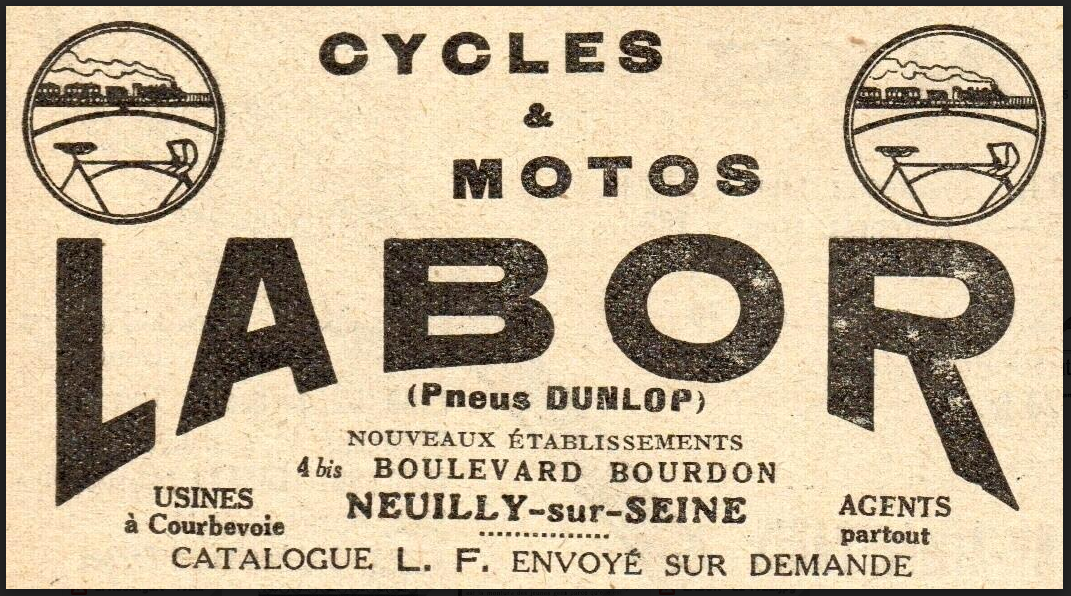 CYCLES
&
MOTOS
LABOR
(Pneus DUNLOP)
NOUVEAUX ÉTABLISSEMENTS
4 bis BOULEVARD BOURDON
NEUILLY-sur-SEINE
USINES
à Courbevoie
AGENTS
partout
CATALOGUE L. F. ENVOYÉ SUR DEMANDE